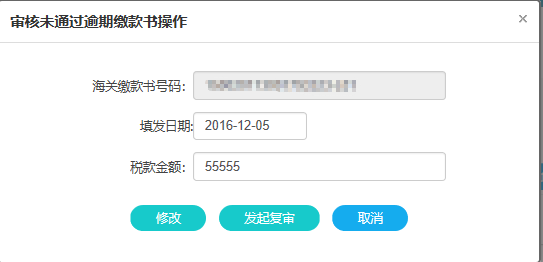 审核未通过逾期缴款书操作 ×
海关缴款书号码：
填发日期: 2016-12-05
税款金额： 55555
修改 发起复审 取消